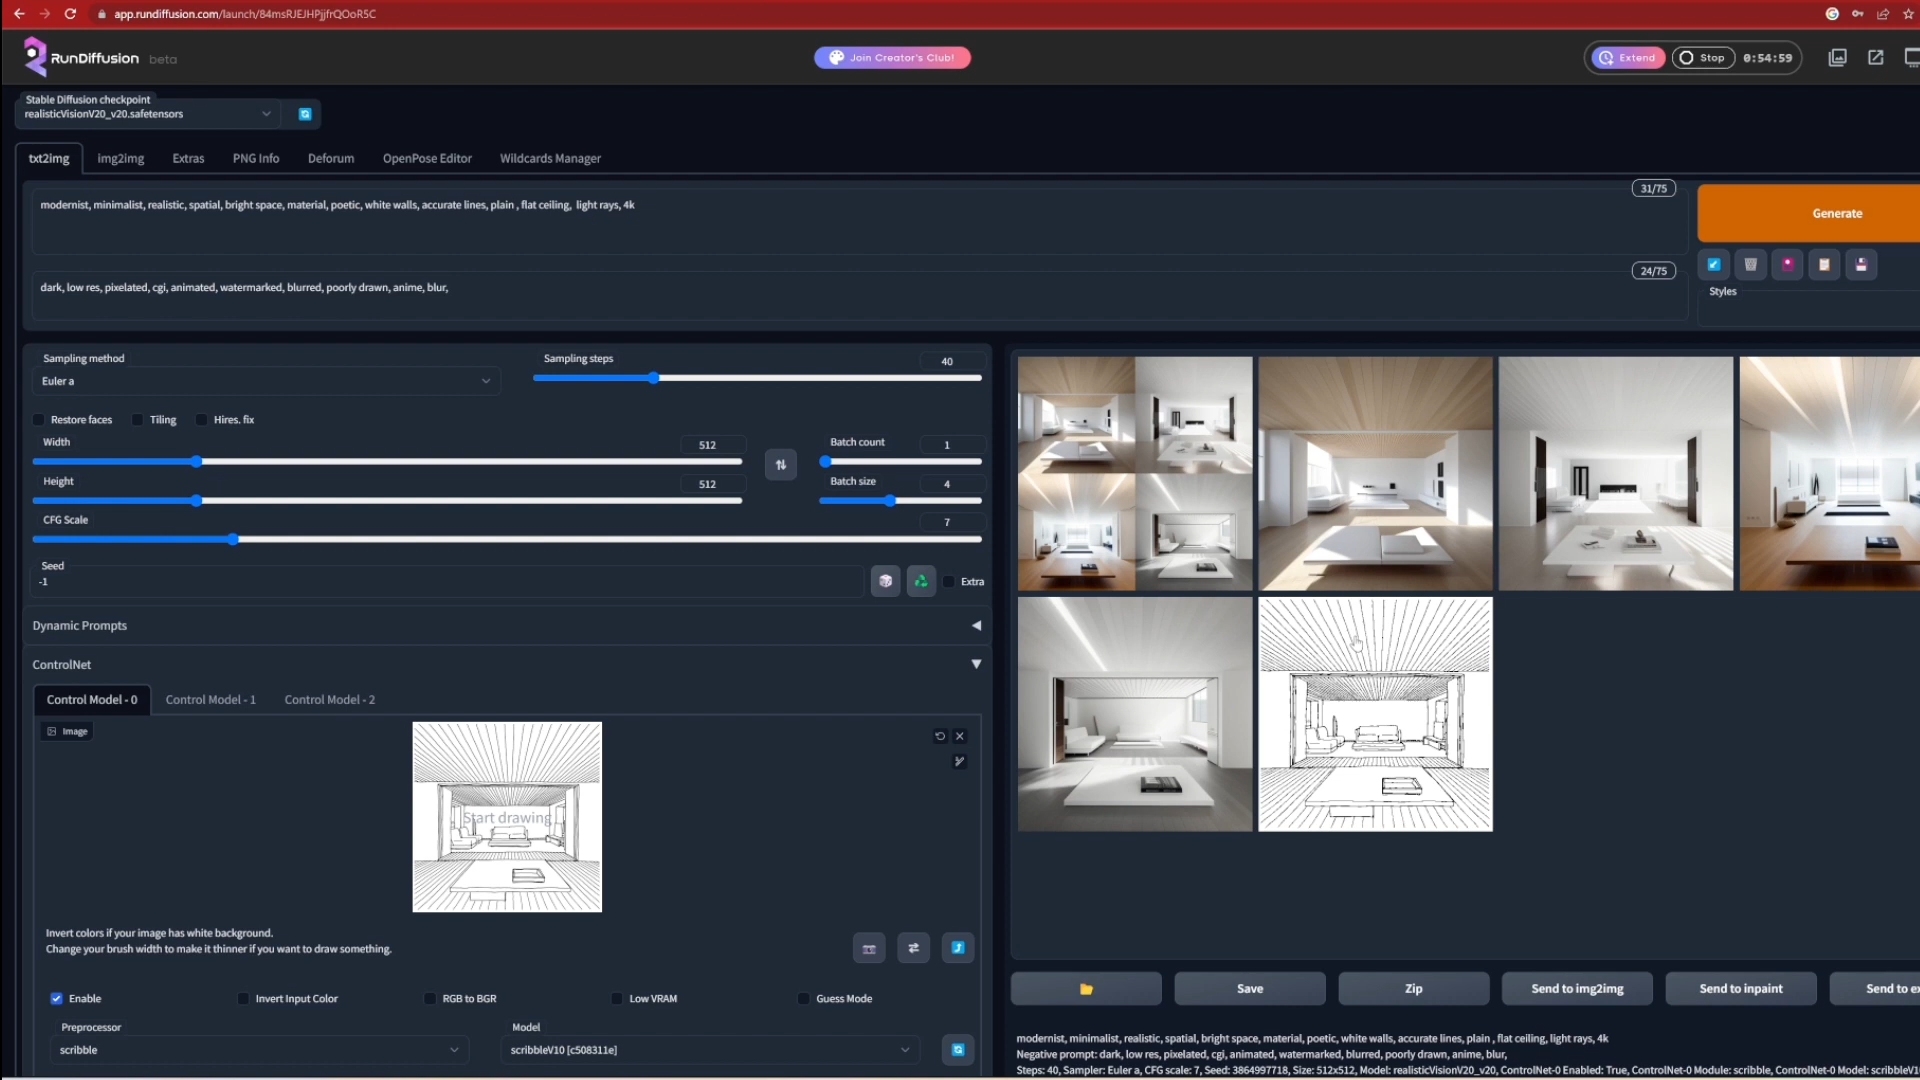 app.rundiffusion.com/launch/84msRJEJHPjjfrQOoR5C
RunDiffusion beta
Join Creator's Club!
Extend
Stop
0:54:59
Stable Diffusion checkpoint
realisticVisionV20_v20.safetensors
txt2img
img2img
Extras
PNG Info
Deforum
OpenPose Editor
Wildcards Manager
31/75
modernist, minimalist, realistic, spatial, bright space, material, poetic, white walls, accurate lines, plain , flat ceiling, light rays, 4k
Generate
24/75
dark, low res, pixelated, cgi, animated, watermarked, blurred, poorly drawn, anime, blur,
Styles
Sampling method
Euler a
Sampling steps
40
Restore faces
Tiling
Hires. fix
Width
512
Batch count
1
Height
512
Batch size
4
CFG Scale
7
Seed
-1
Extra
Dynamic Prompts
ControlNet
Control Model - 0
Control Model - 1
Control Model - 2
Image
Start drawing
Invert colors if your image has white background.
Change your brush width to make it thinner if you want to draw something.
Enable
Invert Input Color
RGB to BGR
Low VRAM
Guess Mode
Preprocessor
scribble
Model
scribbleV10 [c508311e]
Save
Zip
Send to img2img
Send to inpaint
Send to ex
modernist, minimalist, realistic, spatial, bright space, material, poetic, white walls, accurate lines, plain , flat ceiling, light rays, 4k
Negative prompt: dark, low res, pixelated, cgi, animated, watermarked, blurred, poorly drawn, anime, blur,
Steps: 40, Sampler: Euler a, CFG scale: 7, Seed: 3864997718, Size: 512x512, Model: realisticVisionV20_v20, ControlNet-0 Enabled: True, ControlNet-0 Module: scribble, ControlNet-0 Model: scribbleV1